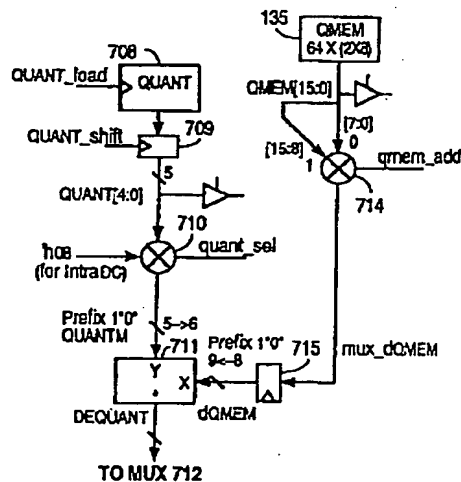 708
135
QMEM
64 X (2X8)
QUANT_load
QUANT
QMEM[15:0]
QUANT_shift
709
[7:0]
[15:8]
1
0
qmem_add
5
714
QUANT[4:0]
710
quant_sel
'h08
(for IntraDC)
Prefix 1"0"
QUANTM
5->6
711
Prefix 1"0"
9<-8
715
mux_dQMEM
Y
X
*
DEQUANT
dQMEM
TO MUX 712